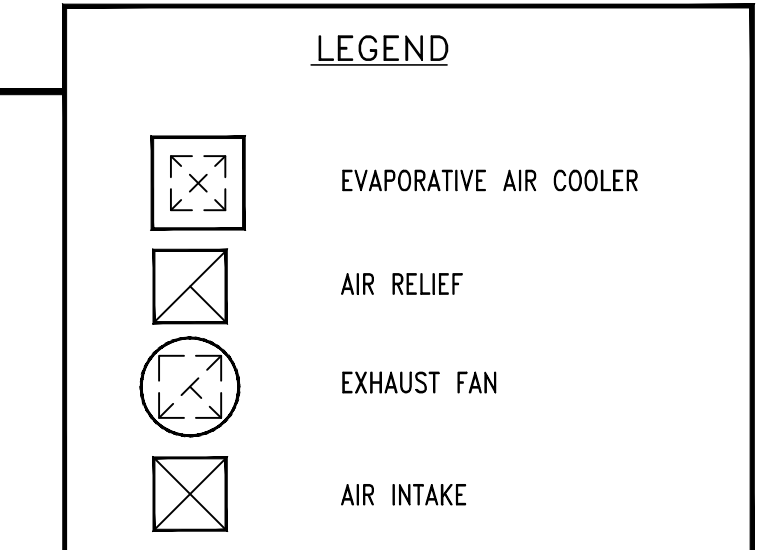 LEGEND
EVAPORATIVE AIR COOLER
AIR RELIEF
EXHAUST FAN
AIR INTAKE